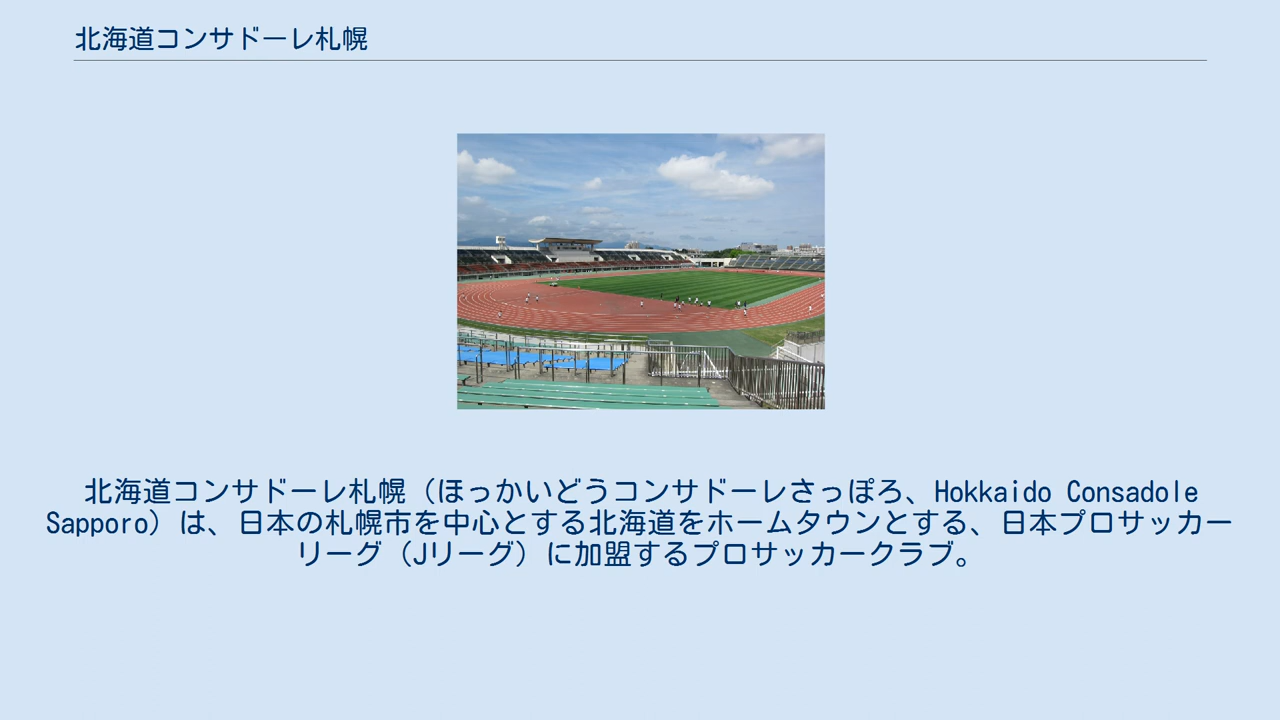 北海道コンサドーレ札幌
北海道コンサドーレ札幌（ほっかいどうコンサドーレさっぽろ、Hokkaido Consadole
Sapporo）は、日本の札幌市を中心とする北海道をホームタウンとする、日本プロサッカー
リーグ（Jリーグ）に加盟するプロサッカークラブ。